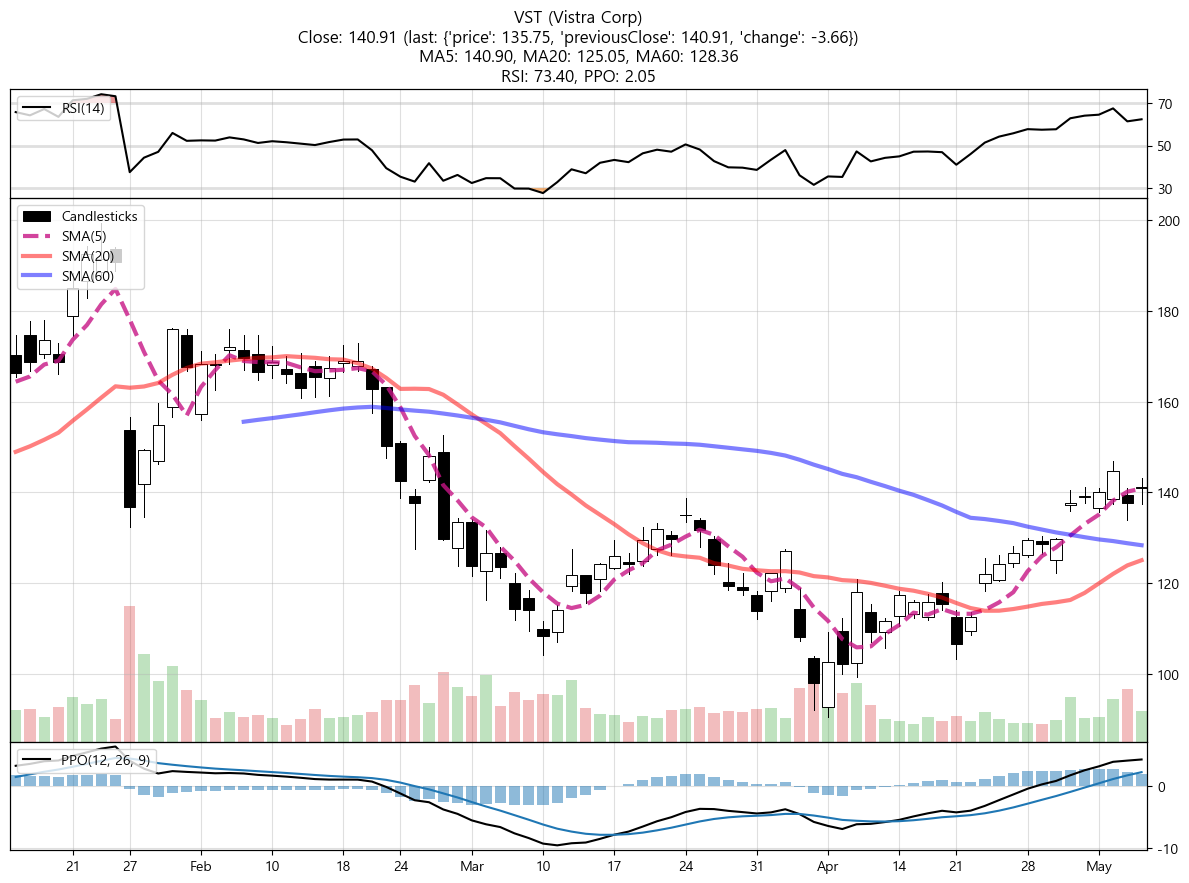 VST (Vistra Corp)
Close: 140.91 (last: {'price': 135.75, 'previousClose': 140.91, 'change': -3.66})
MA5: 140.90, MA20: 125.05, MA60: 128.36
RSI: 73.40, PPO: 2.05
RSI(14)
70
50
30
Candlesticks
SMA(5)
SMA(20)
SMA(60)
200
180
160
140
120
100
PPO(12, 26, 9)
0
-10
21 27 Feb 10 18 24 Mar 10 17 24 31 Apr 14 21 28 May